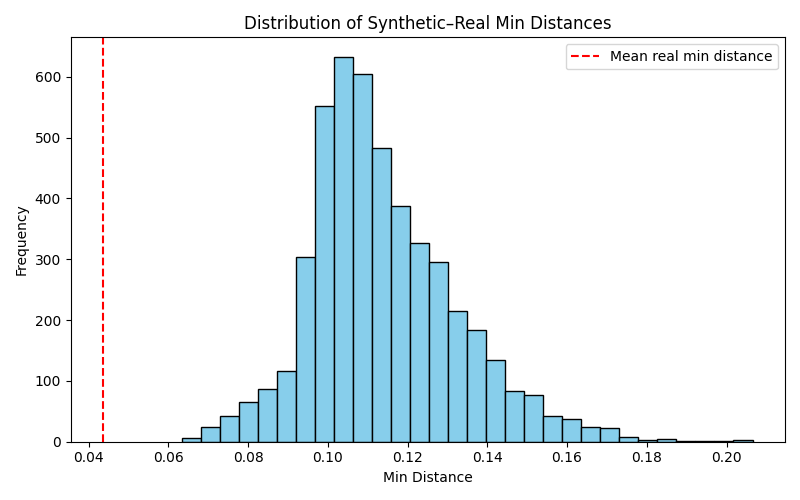 Distribution of Synthetic–Real Min Distances
Mean real min distance
Frequency
600
500
400
300
200
100
0
0.04 0.06 0.08 0.10 0.12 0.14 0.16 0.18 0.20
Min Distance